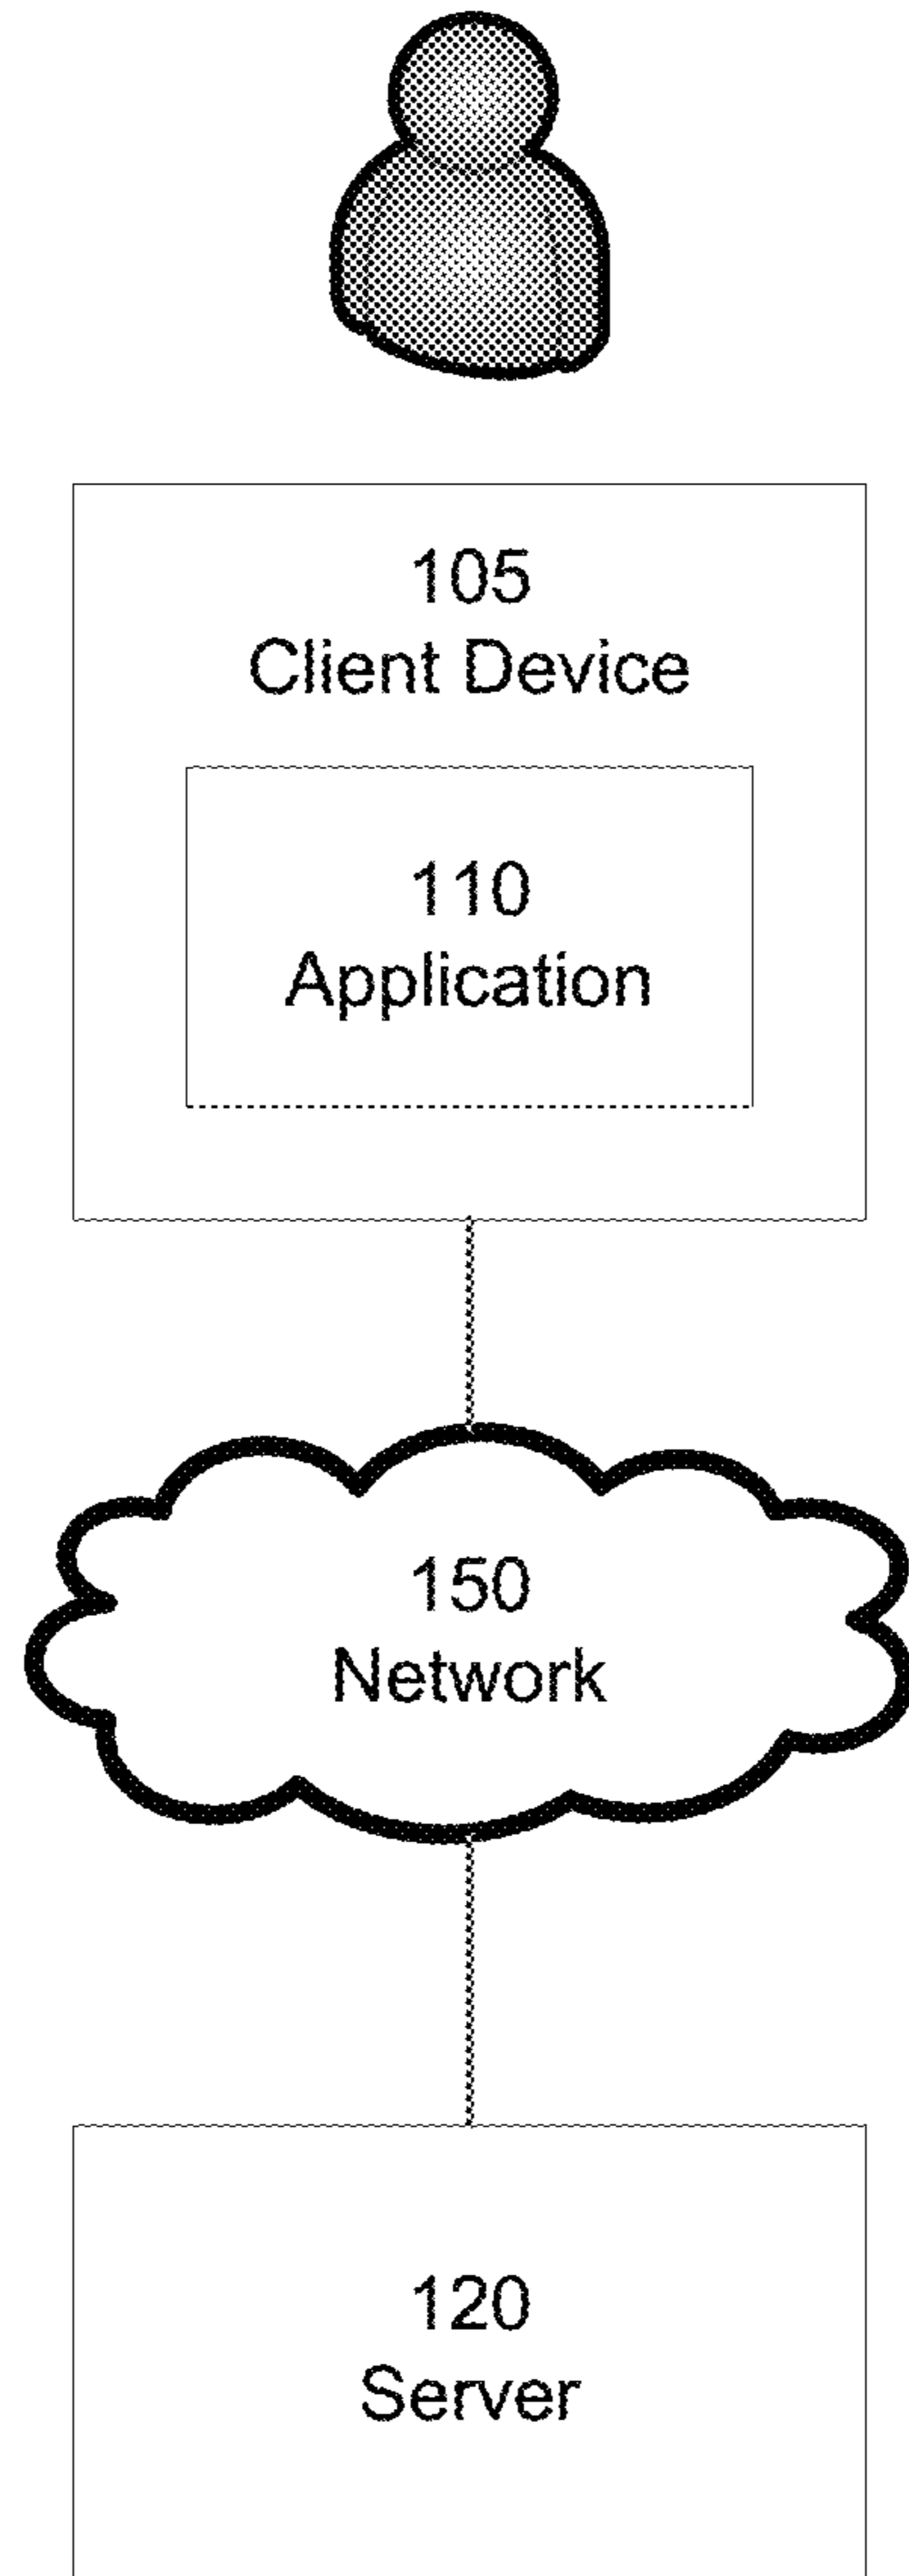 105
Client Device
110
Application
150
Network
120
Server